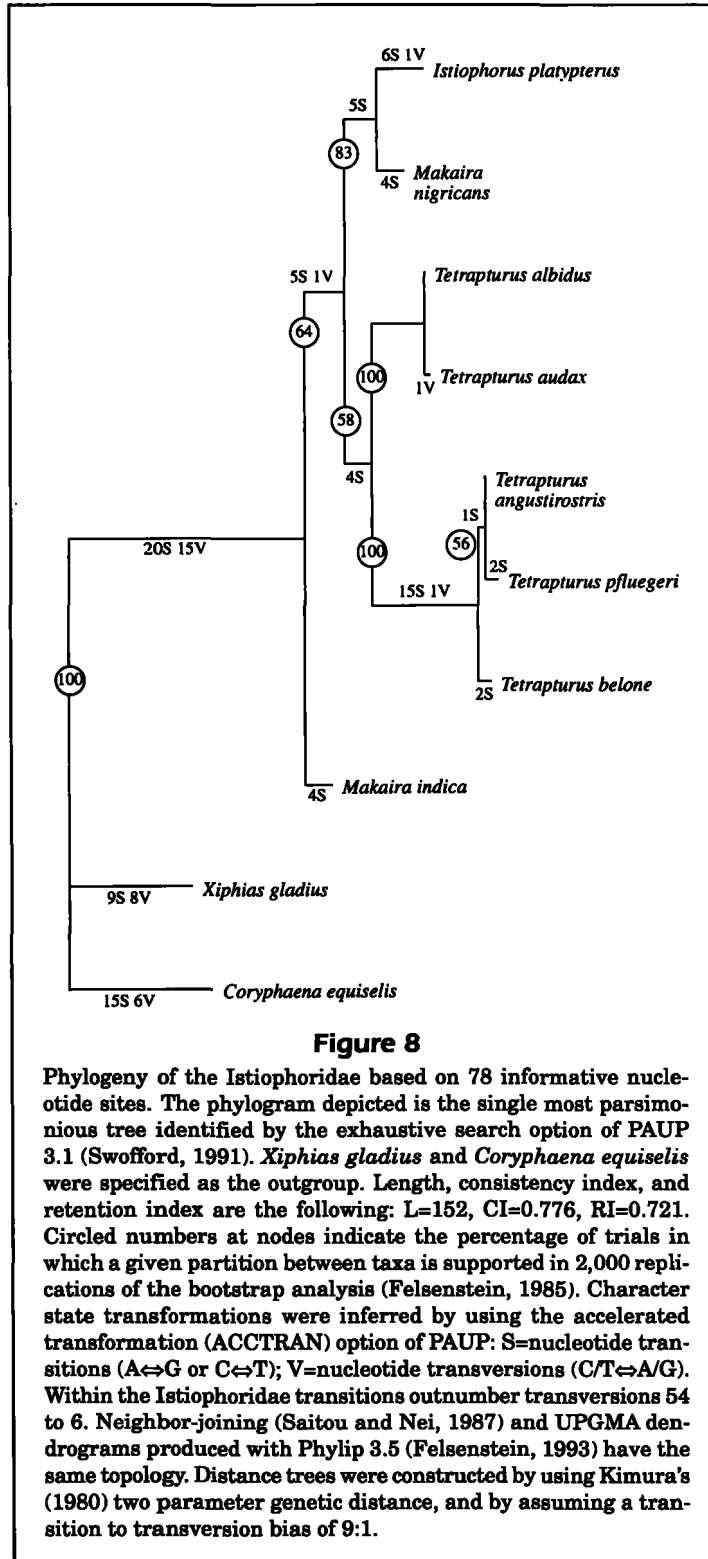 6S 1V
Istiophorus platypterus
5S
83
4S
Makaira
nigricans
5S 1V
Tetrapturus albidus
64
100
1V
Tetrapturus audax
58
4S
Tetrapturus
angustirostris
1S
56
100
20S 15V
2S
Tetrapturus pfluegeri
15S 1V
100
2S
Tetrapturus belone
4S
Makaira indica
9S 8V
Xiphias gladius
15S 6V
Coryphaena equiselis
Figure 8
Phylogeny of the Istiophoridae based on 78 informative nucle-
otide sites. The phylogram depicted is the single most parsimo-
nious tree identified by the exhaustive search option of PAUP
3.1 (Swofford, 1991). Xiphias gladius and Coryphaena equiselis
were specified as the outgroup. Length, consistency index, and
retention index are the following: L=152, CI=0.776, RI=0.721.
Circled numbers at nodes indicate the percentage of trials in
which a given partition between taxa is supported in 2,000 repli-
cations of the bootstrap analysis (Felsenstein, 1985). Character
state transformations were inferred by using the accelerated
transformation (ACCTRAN) option of PAUP: S=nucleotide tran-
sitions (A⇔G or C⇔T); V=nucleotide transversions (C/T⇔A/G).
Within the Istiophoridae transitions outnumber transversions 54
to 6. Neighbor-joining (Saitou and Nei, 1987) and UPGMA den-
drograms produced with Phylip 3.5 (Felsenstein, 1993) have the
same topology. Distance trees were constructed by using Kimura's
(1980) two parameter genetic distance, and by assuming a tran-
sition to transversion bias of 9:1.